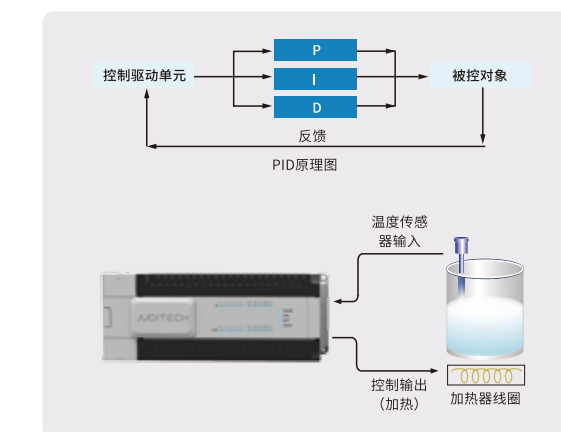 P
控制驱动单元
I
被控对象
D
反馈
PID原理图
温度传感
器输入
JUDITECH
控制输出
（加热）
加热器线圈